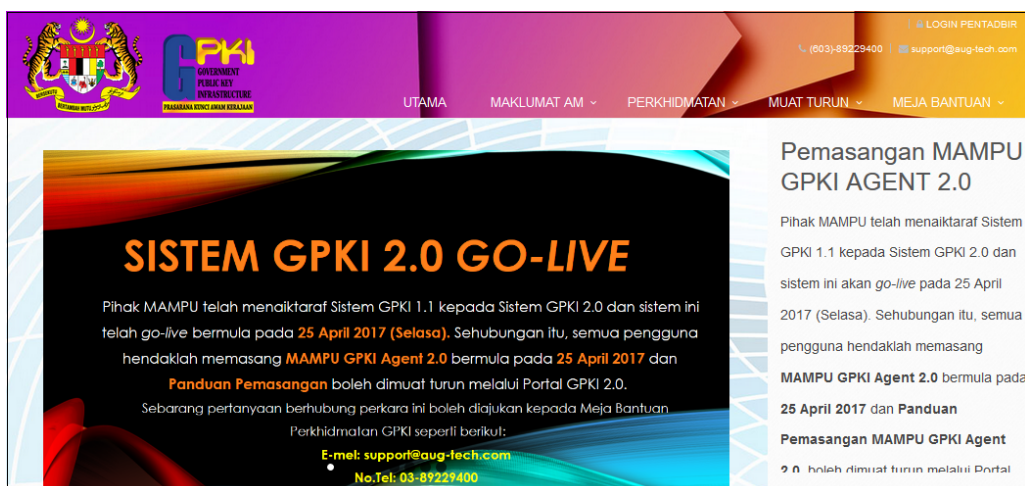 LOGIN PENTADBIR
(603)-89229400 | support@aug-tech.com
GPKI
GOVERNMENT
PUBLIC KEY
INFRASTRUCTURE
PRASARANA KUNCI AWAM KERAJAAN
UTAMA MAKLUMAT AM PERKHIDMATAN MUAT TURUN MEJA BANTUAN
SISTEM GPKI 2.0 GO-LIVE
Pihak MAMPU telah menaiktaraf Sistem GPKI 1.1 kepada Sistem GPKI 2.0 dan sistem ini
telah go-live bermula pada 25 April 2017 (Selasa). Sehubungan itu, semua pengguna
hendaklah memasang MAMPU GPKI Agent 2.0 bermula pada 25 April 2017 dan
Panduan Pemasangan boleh dimuat turun melalui Portal GPKI 2.0.
Sebarang pertanyaan berhubung perkara ini boleh diajukan kepada Meja Bantuan
Perkhidmatan GPKI seperti berikut:
E-mel: support@aug-tech.com
No.Tel: 03-89229400
Pemasangan MAMPU
GPKI AGENT 2.0
Pihak MAMPU telah menaiktaraf Sistem
GPKI 1.1 kepada Sistem GPKI 2.0 dan
sistem ini akan go-live pada 25 April
2017 (Selasa). Sehubungan itu, semua
pengguna hendaklah memasang
MAMPU GPKI Agent 2.0 bermula pada
25 April 2017 dan Panduan
Pemasangan MAMPU GPKI Agent
2.0 boleh dimuat turun melalui Portal